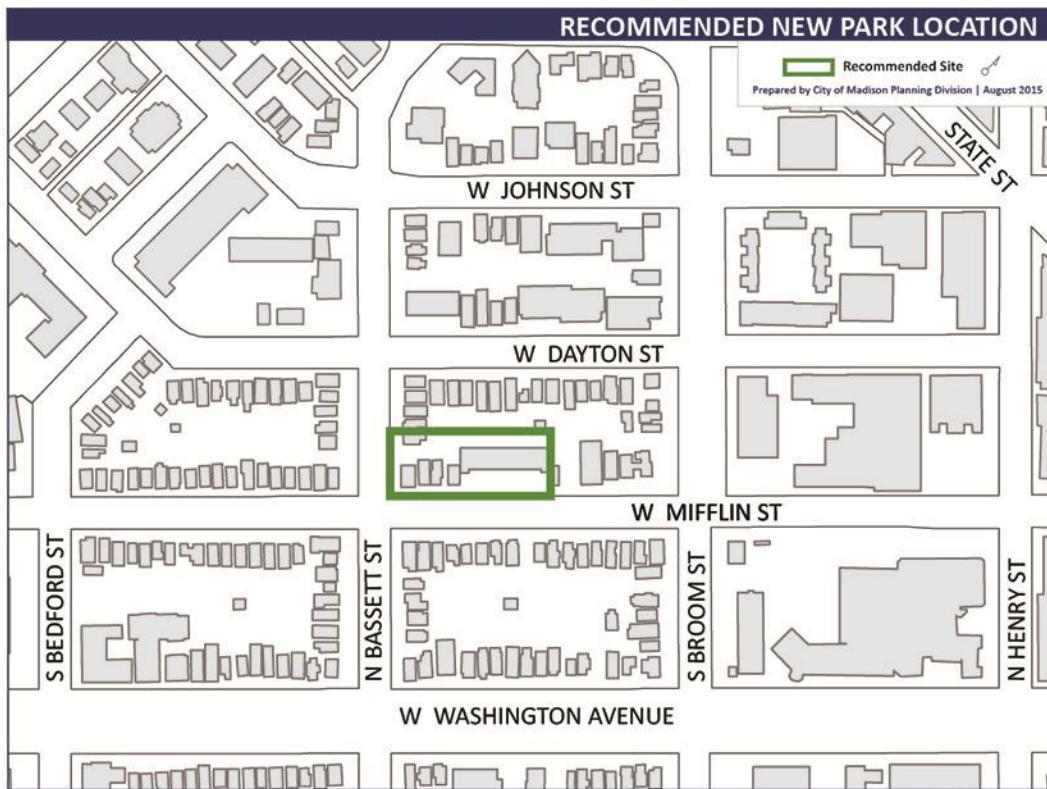 RECOMMENDED NEW PARK LOCATION
Recommended Site
Prepared by City of Madison Planning Division | August 2015
STATE ST
W JOHNSON ST
W DAYTON ST
W MIFFLIN ST
S BEDFORD ST
N BASSETT ST
S BROOM ST
N HENRY ST
W WASHINGTON AVENUE